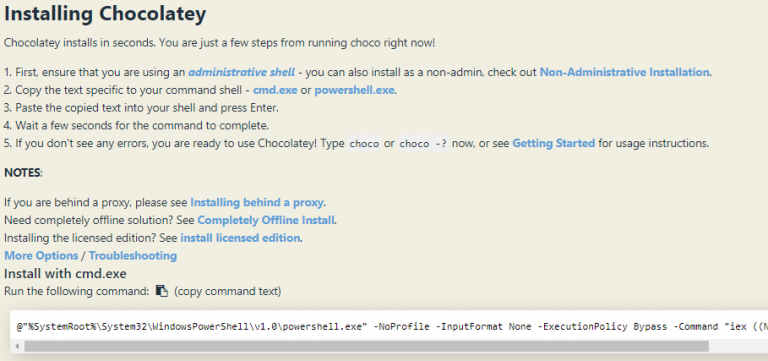 Installing Chocolatey
Chocolatey installs in seconds. You are just a few steps from running choco right now!
1. First, ensure that you are using an administrative shell - you can also install as a non-admin, check out Non-Administrative Installation.
2. Copy the text specific to your command shell - cmd.exe or powershell.exe.
3. Paste the copied text into your shell and press Enter.
4. Wait a few seconds for the command to complete.
5. If you don't see any errors, you are ready to use Chocolatey! Type choco or choco -? now, or see Getting Started for usage instructions.
NOTES:
If you are behind a proxy, please see Installing behind a proxy.
Need completely offline solution? See Completely Offline Install.
Installing the licensed edition? See install licensed edition.
More Options / Troubleshooting
Install with cmd.exe
Run the following command: (copy command text)
@"%SystemRoot%\System32\WindowsPowerShell\v1.0\powershell.exe" -NoProfile -InputFormat None -ExecutionPolicy Bypass -Command "iex ((N